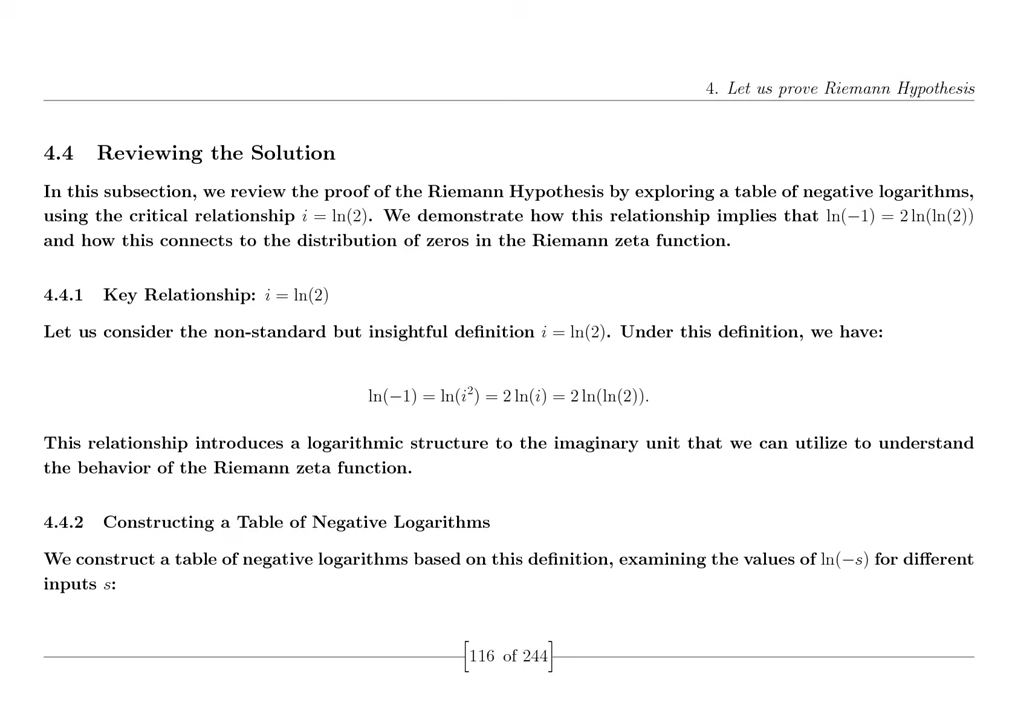 4. Let us prove Riemann Hypothesis
4.4 Reviewing the Solution
In this subsection, we review the proof of the Riemann Hypothesis by exploring a table of negative logarithms,
using the critical relationship i = ln(2). We demonstrate how this relationship implies that ln(−1) = 2 ln(ln(2))
and how this connects to the distribution of zeros in the Riemann zeta function.
4.4.1 Key Relationship: i = ln(2)
Let us consider the non-standard but insightful definition i = ln(2). Under this definition, we have:
ln(−1) = ln(i²) = 2 ln(i) = 2 ln(ln(2)).
This relationship introduces a logarithmic structure to the imaginary unit that we can utilize to understand
the behavior of the Riemann zeta function.
4.4.2 Constructing a Table of Negative Logarithms
We construct a table of negative logarithms based on this definition, examining the values of ln(−s) for different
inputs s:
[116 of 244]